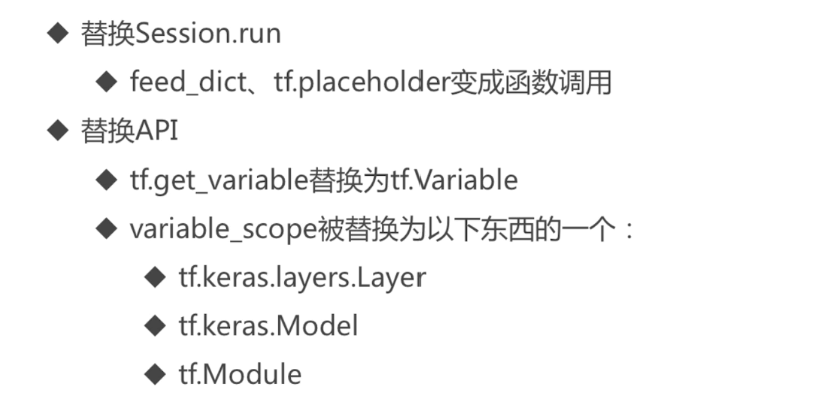 ◆ 替换Session.run
◆ feed_dict、tf.placeholder变成函数调用
◆ 替换API
◆ tf.get_variable替换为tf.Variable
◆ variable_scope被替换为以下东西的一个：
◆ tf.keras.layers.Layer
◆ tf.keras.Model
◆ tf.Module